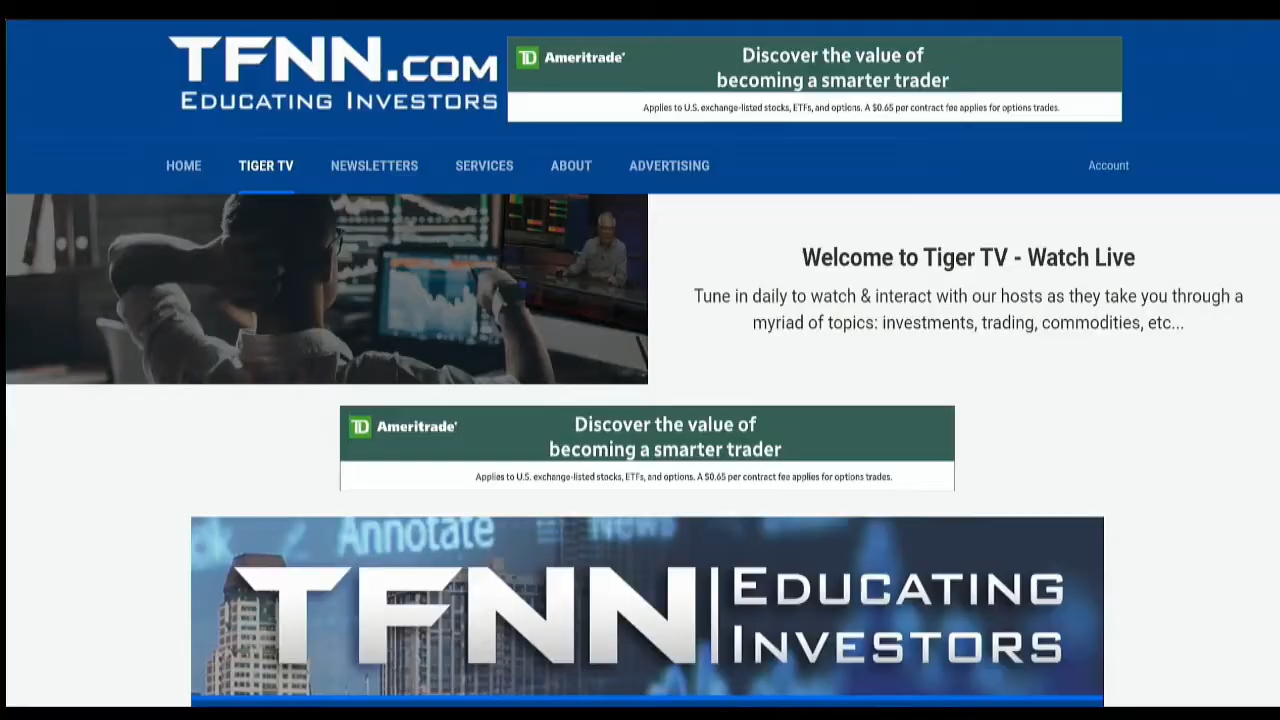 TFNN.COM
EDUCATING INVESTORS
TD Ameritrade
Discover the value of
becoming a smarter trader
Applies to U.S. exchange-listed stocks, ETFs, and options. A $0.65 per contract fee applies for options trades.
HOME TIGER TV NEWSLETTERS SERVICES ABOUT ADVERTISING Account
Welcome to Tiger TV - Watch Live
Tune in daily to watch & interact with our hosts as they take you through a
myriad of topics: investments, trading, commodities, etc...
TD Ameritrade
Discover the value of
becoming a smarter trader
Applies to U.S. exchange-listed stocks, ETFs, and options. A $0.65 per contract fee applies for options trades.
Annotate News
TFNN EDUCATING
INVESTORS